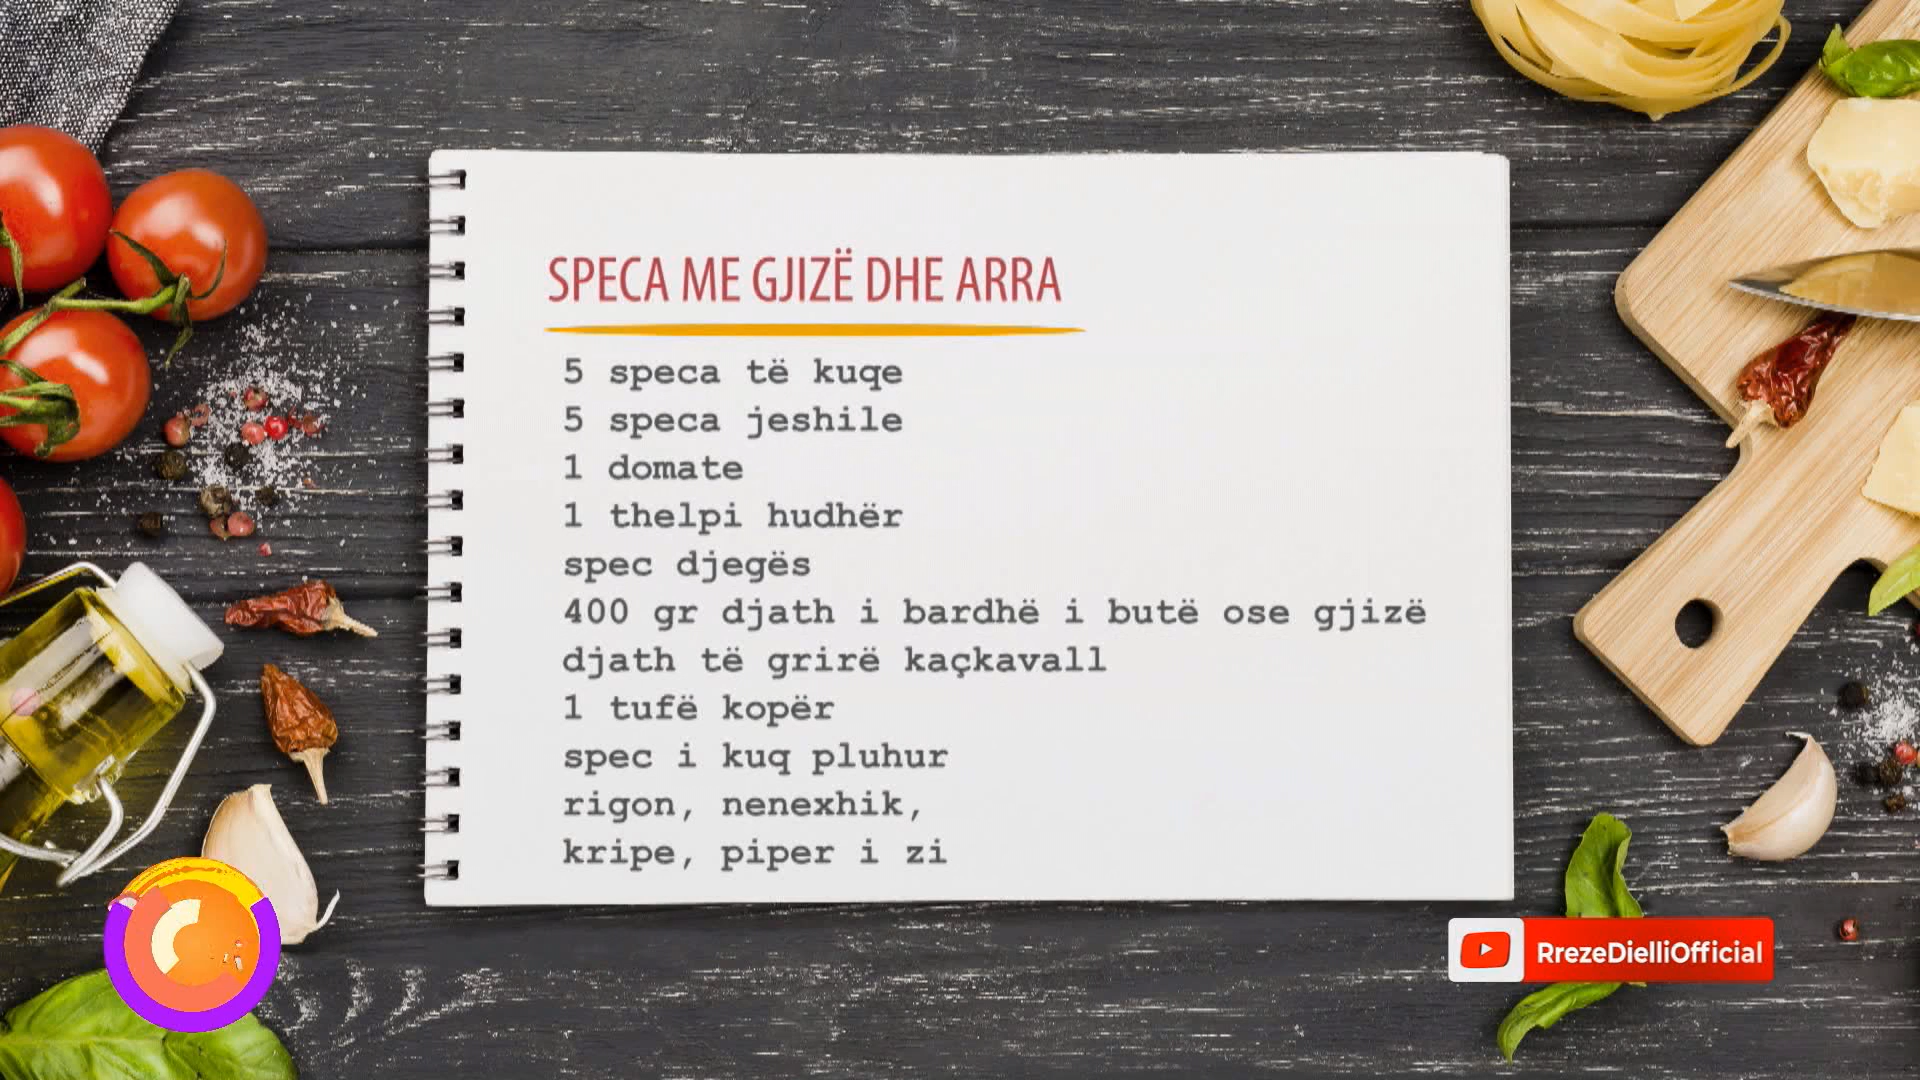 SPECA ME GJIZË DHE ARRA
5 speca të kuqe
5 speca jeshile
1 domate
1 thelpi hudhër
spec djegës
400 gr djath i bardhë i butë ose gjizë
djath të grirë kaçkavall
1 tufë kopër
spec i kuq pluhur
rigon, nenexhik,
kripe, piper i zi
RrezeDielliOfficial